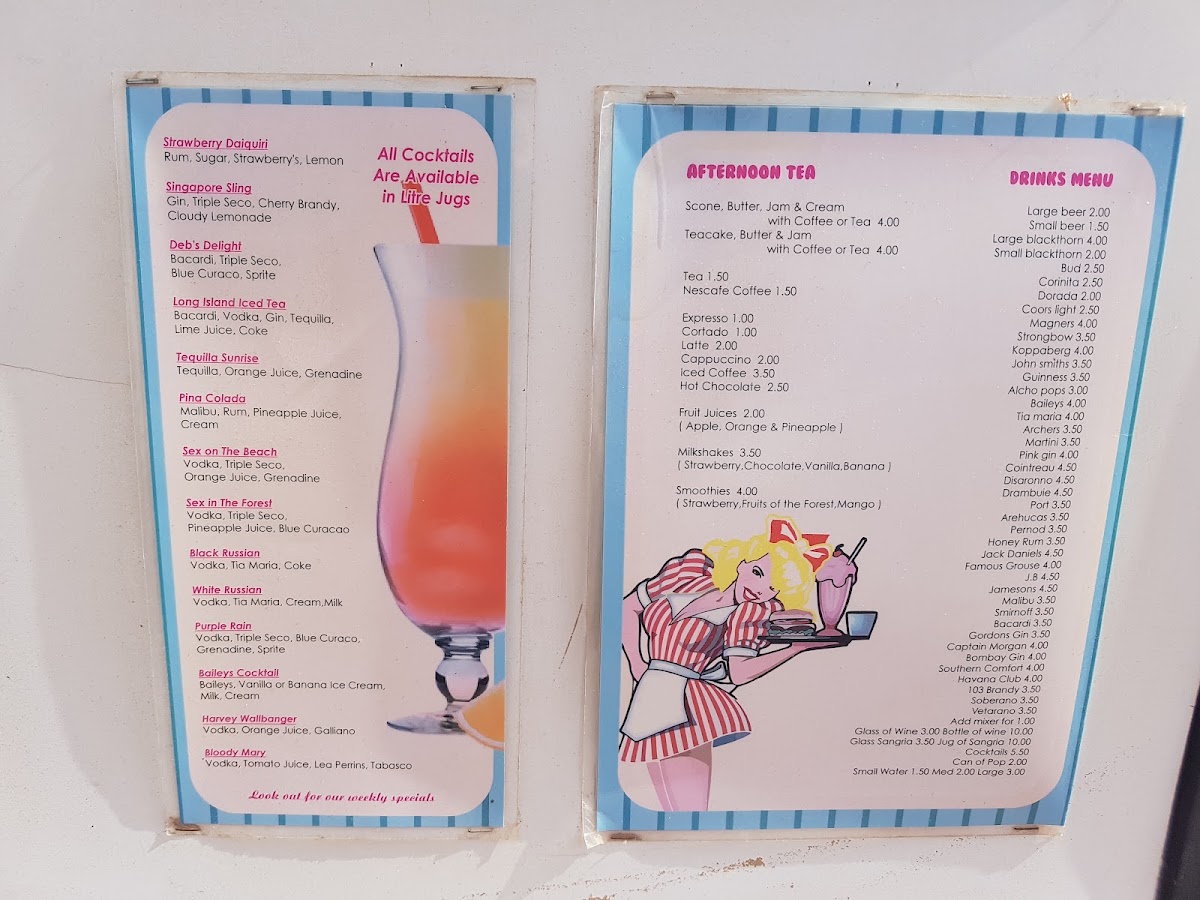 Strawberry Daiquiri
Rum, Sugar, Strawberry's, Lemon
All Cocktails
Are Available
in Litre Jugs
Singapore Sling
Gin, Triple Seco, Cherry Brandy,
Cloudy Lemonade
Deb's Delight
Bacardi, Triple Seco,
Blue Curaco, Sprite
Long Island Iced Tea
Bacardi, Vodka, Gin, Tequilla,
Lime Juice, Coke
Tequilla Sunrise
Tequilla, Orange Juice, Grenadine
Pina Colada
Malibu, Rum, Pineapple Juice,
Cream
Sex on The Beach
Vodka, Triple Seco,
Orange Juice, Grenadine
Sex in The Forest
Vodka, Triple Seco,
Pineapple Juice, Blue Curacao
Black Russian
Vodka, Tia Maria, Coke
White Russian
Vodka, Tia Maria, Cream,Milk
Purple Rain
Vodka, Triple Seco, Blue Curaco,
Grenadine, Sprite
Baileys Cocktail
Baileys, Vanilla or Banana Ice Cream,
Milk, Cream
Harvey Wallbanger
Vodka, Orange Juice, Galliano
Bloody Mary
Vodka, Tomato Juice, Lea Perrins, Tabasco
Look out for our weekly specials
AFTERNOON TEA
Scone, Butter, Jam & Cream
with Coffee or Tea 4.00
Teacake, Butter & Jam
with Coffee or Tea 4.00
Tea 1.50
Nescafe Coffee 1.50
Expresso 1.00
Cortado 1.00
Latte 2.00
Cappuccino 2.00
iced Coffee 3.50
Hot Chocolate 2.50
Fruit Juices 2.00
( Apple, Orange & Pineapple )
Milkshakes 3.50
( Strawberry,Chocolate,Vanilla,Banana )
Smoothies 4.00
( Strawberry,Fruits of the Forest,Mango )
DRINKS MENU
Large beer 2.00
Small beer 1.50
Large blackthorn 4.00
Small blackthorn 2.00
Bud 2.50
Corinita 2.50
Dorada 2.00
Coors light 2.50
Magners 4.00
Strongbow 3.50
Koppaberg 4.00
John smiths 3.50
Guinness 3.50
Alcho pops 3.00
Baileys 4.00
Tia maria 4.00
Archers 3.50
Martini 3.50
Pink gin 4.00
Cointreau 4.50
Disaronno 4.50
Drambuie 4.50
Port 3.50
Arehucas 3.50
Pernod 3.50
Honey Rum 3.50
Jack Daniels 4.50
Famous Grouse 4.00
J.B 4.50
Jamesons 4.50
Malibu 3.50
Smirnoff 3.50
Bacardi 3.50
Gordons Gin 3.50
Captain Morgan 4.00
Bombay Gin 4.00
Southern Comfort 4.00
Havana Club 4.00
103 Brandy 3.50
Soberano 3.50
Vetarano 3.50
Add mixer for 1.00
Glass of Wine 3.00 Bottle of wine 10.00
Glass Sangria 3.50 Jug of Sangria 10.00
Cocktails 5.50
Can of Pop 2.00
Small Water 1.50 Med 2.00 Large 3.00